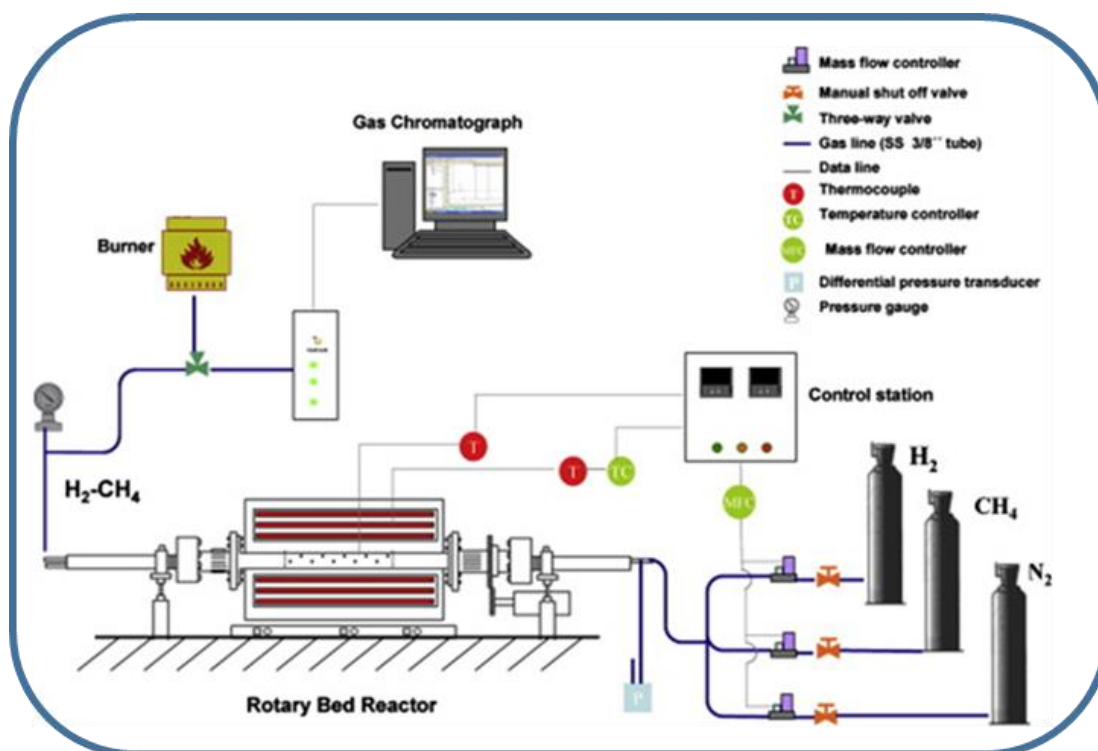 Mass flow controller
Manual shut off valve
Three-way valve
Gas line (SS 3/8´´ tube)
Data line
T Thermocouple
TC Temperature controller
MFC Mass flow controller
P Differential pressure transducer
Pressure gauge
Gas Chromatograph
Burner
Control station
T
T
TC
MFC
H₂
CH₄
N₂
H₂-CH₄
P
Rotary Bed Reactor